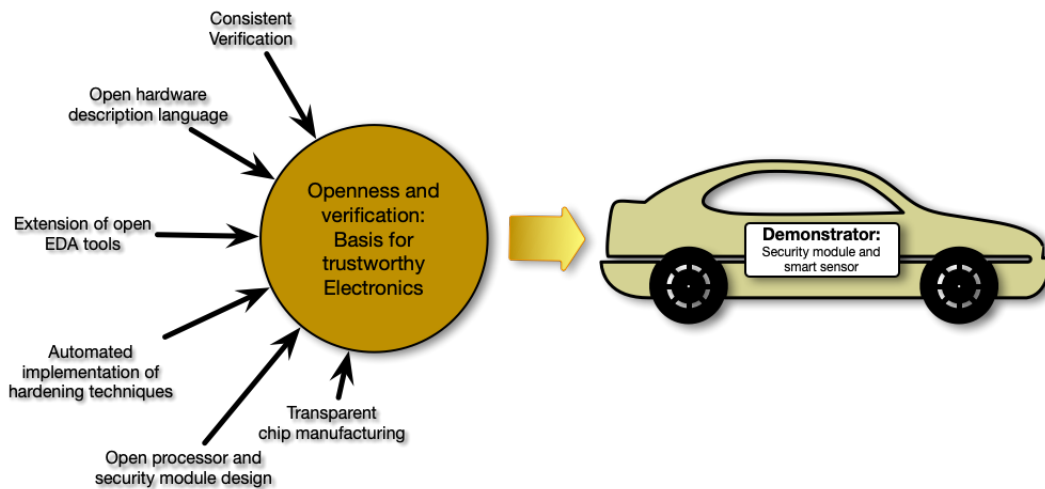 Consistent
Verification
Open hardware
description language
Extension of open
EDA tools
Automated
implementation of
hardening techniques
Open processor and
security module design
Transparent
chip manufacturing
Openness and
verification:
Basis for
trustworthy
Electronics
Demonstrator:
Security module and
smart sensor